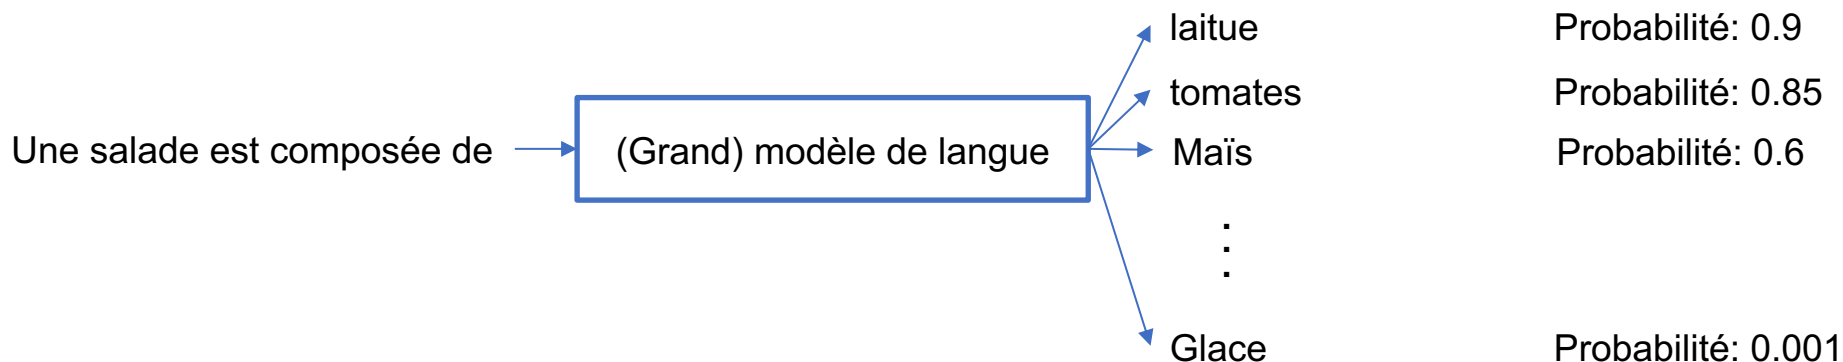 laitue Probabilité: 0.9
tomates Probabilité: 0.85
Une salade est composée de (Grand) modèle de langue Maïs Probabilité: 0.6
Glace Probabilité: 0.001